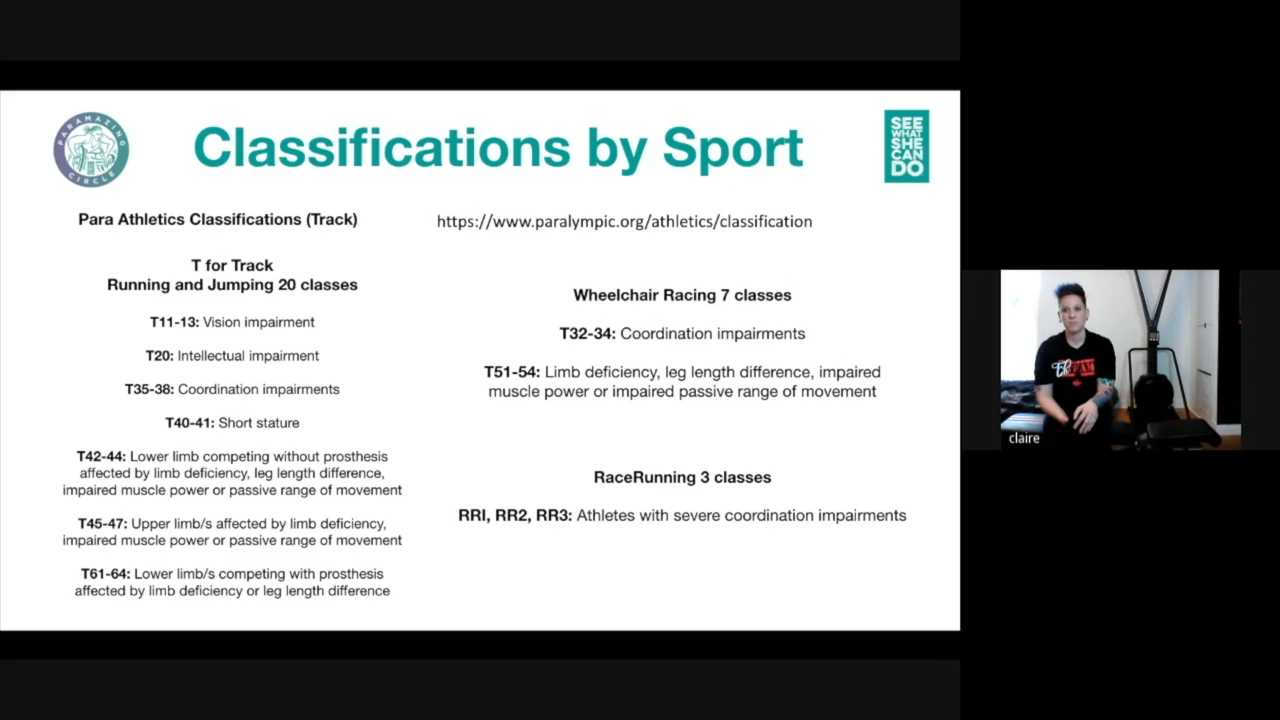 PARAMAZING
CIRCLE
Classifications by Sport
SEE
WHAT
SHE
CAN
DO
Para Athletics Classifications (Track)
https://www.paralympic.org/athletics/classification
T for Track
Running and Jumping 20 classes
T11-13: Vision impairment
T20: Intellectual impairment
T35-38: Coordination impairments
T40-41: Short stature
T42-44: Lower limb competing without prosthesis
affected by limb deficiency, leg length difference,
impaired muscle power or passive range of movement
T45-47: Upper limb/s affected by limb deficiency,
impaired muscle power or passive range of movement
T61-64: Lower limb/s competing with prosthesis
affected by limb deficiency or leg length difference
Wheelchair Racing 7 classes
T32-34: Coordination impairments
T51-54: Limb deficiency, leg length difference, impaired
muscle power or impaired passive range of movement
RaceRunning 3 classes
RRI, RR2, RR3: Athletes with severe coordination impairments
claire